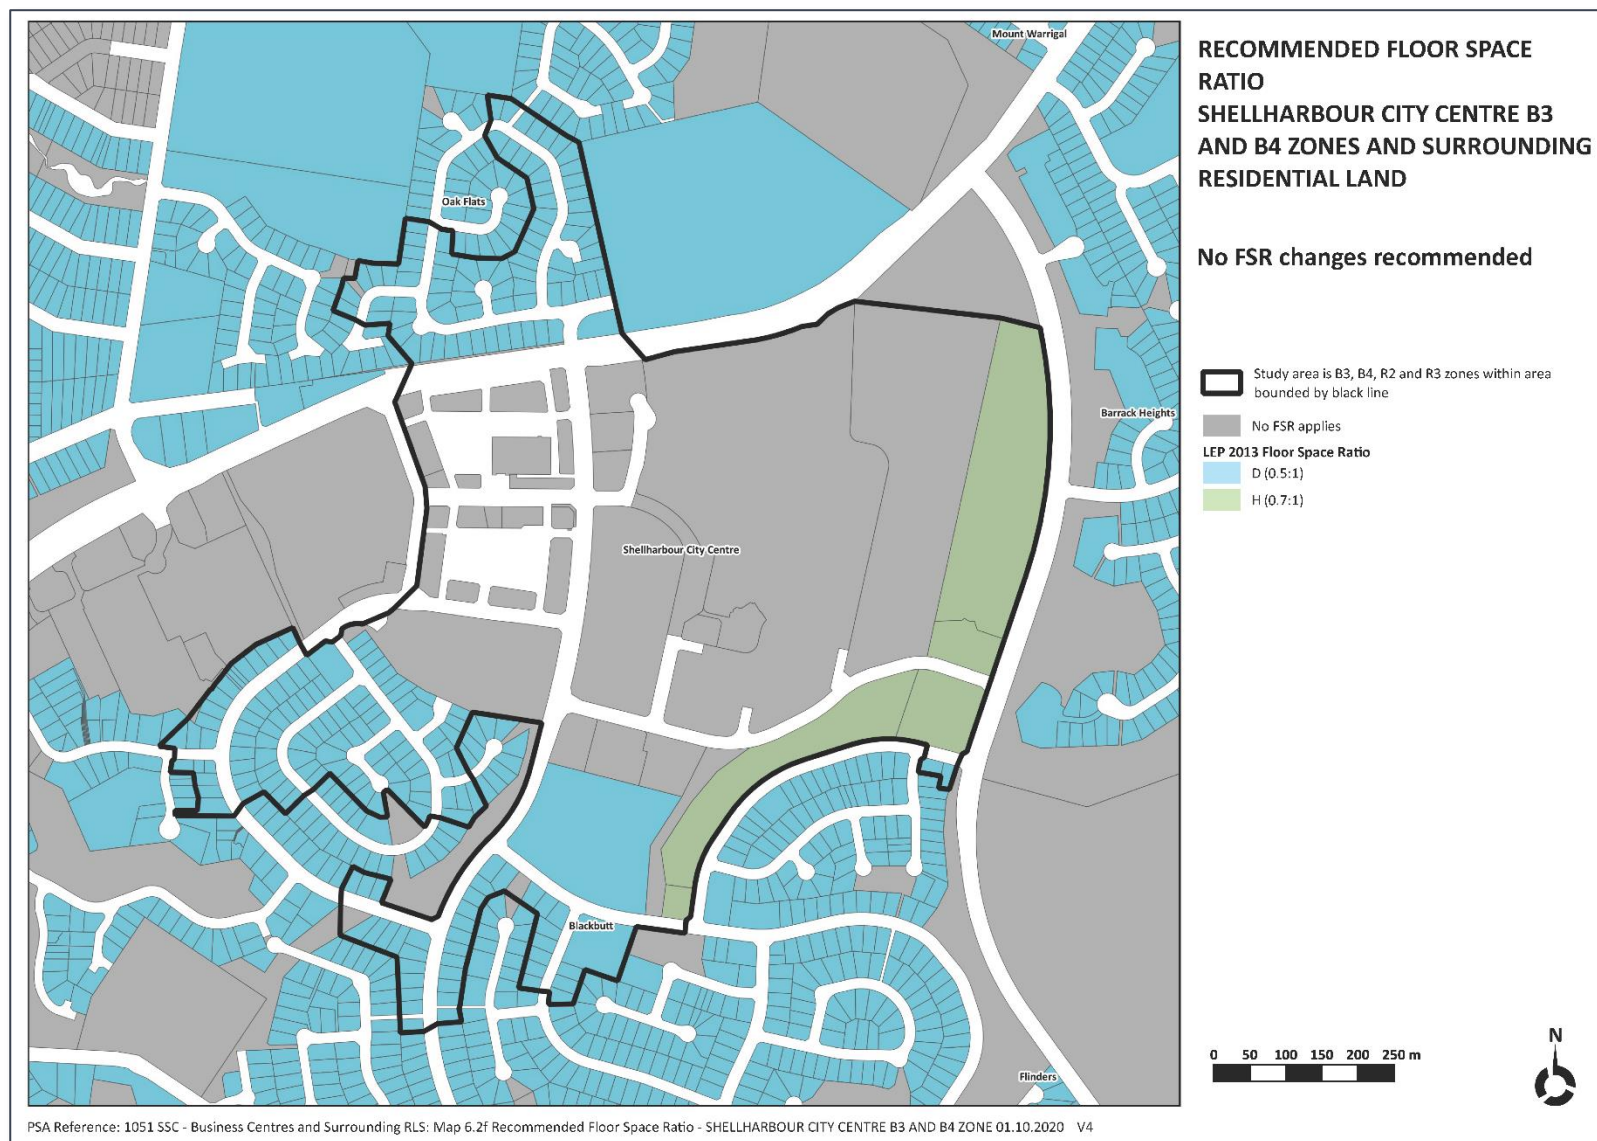 RECOMMENDED FLOOR SPACE
RATIO
SHELLHARBOUR CITY CENTRE B3
AND B4 ZONES AND SURROUNDING
RESIDENTIAL LAND
No FSR changes recommended
Study area is B3, B4, R2 and R3 zones within area
bounded by black line
No FSR applies
LEP 2013 Floor Space Ratio
D (0.5:1)
H (0.7:1)
Mount Warrigal
Oak Flats
Barrack Heights
Shellharbour City Centre
Blackbutt
Flinders
0 50 100 150 200 250 m
N
PSA Reference: 1051 SSC - Business Centres and Surrounding RLS: Map 6.2f Recommended Floor Space Ratio - SHELLHARBOUR CITY CENTRE B3 AND B4 ZONE 01.10.2020 V4